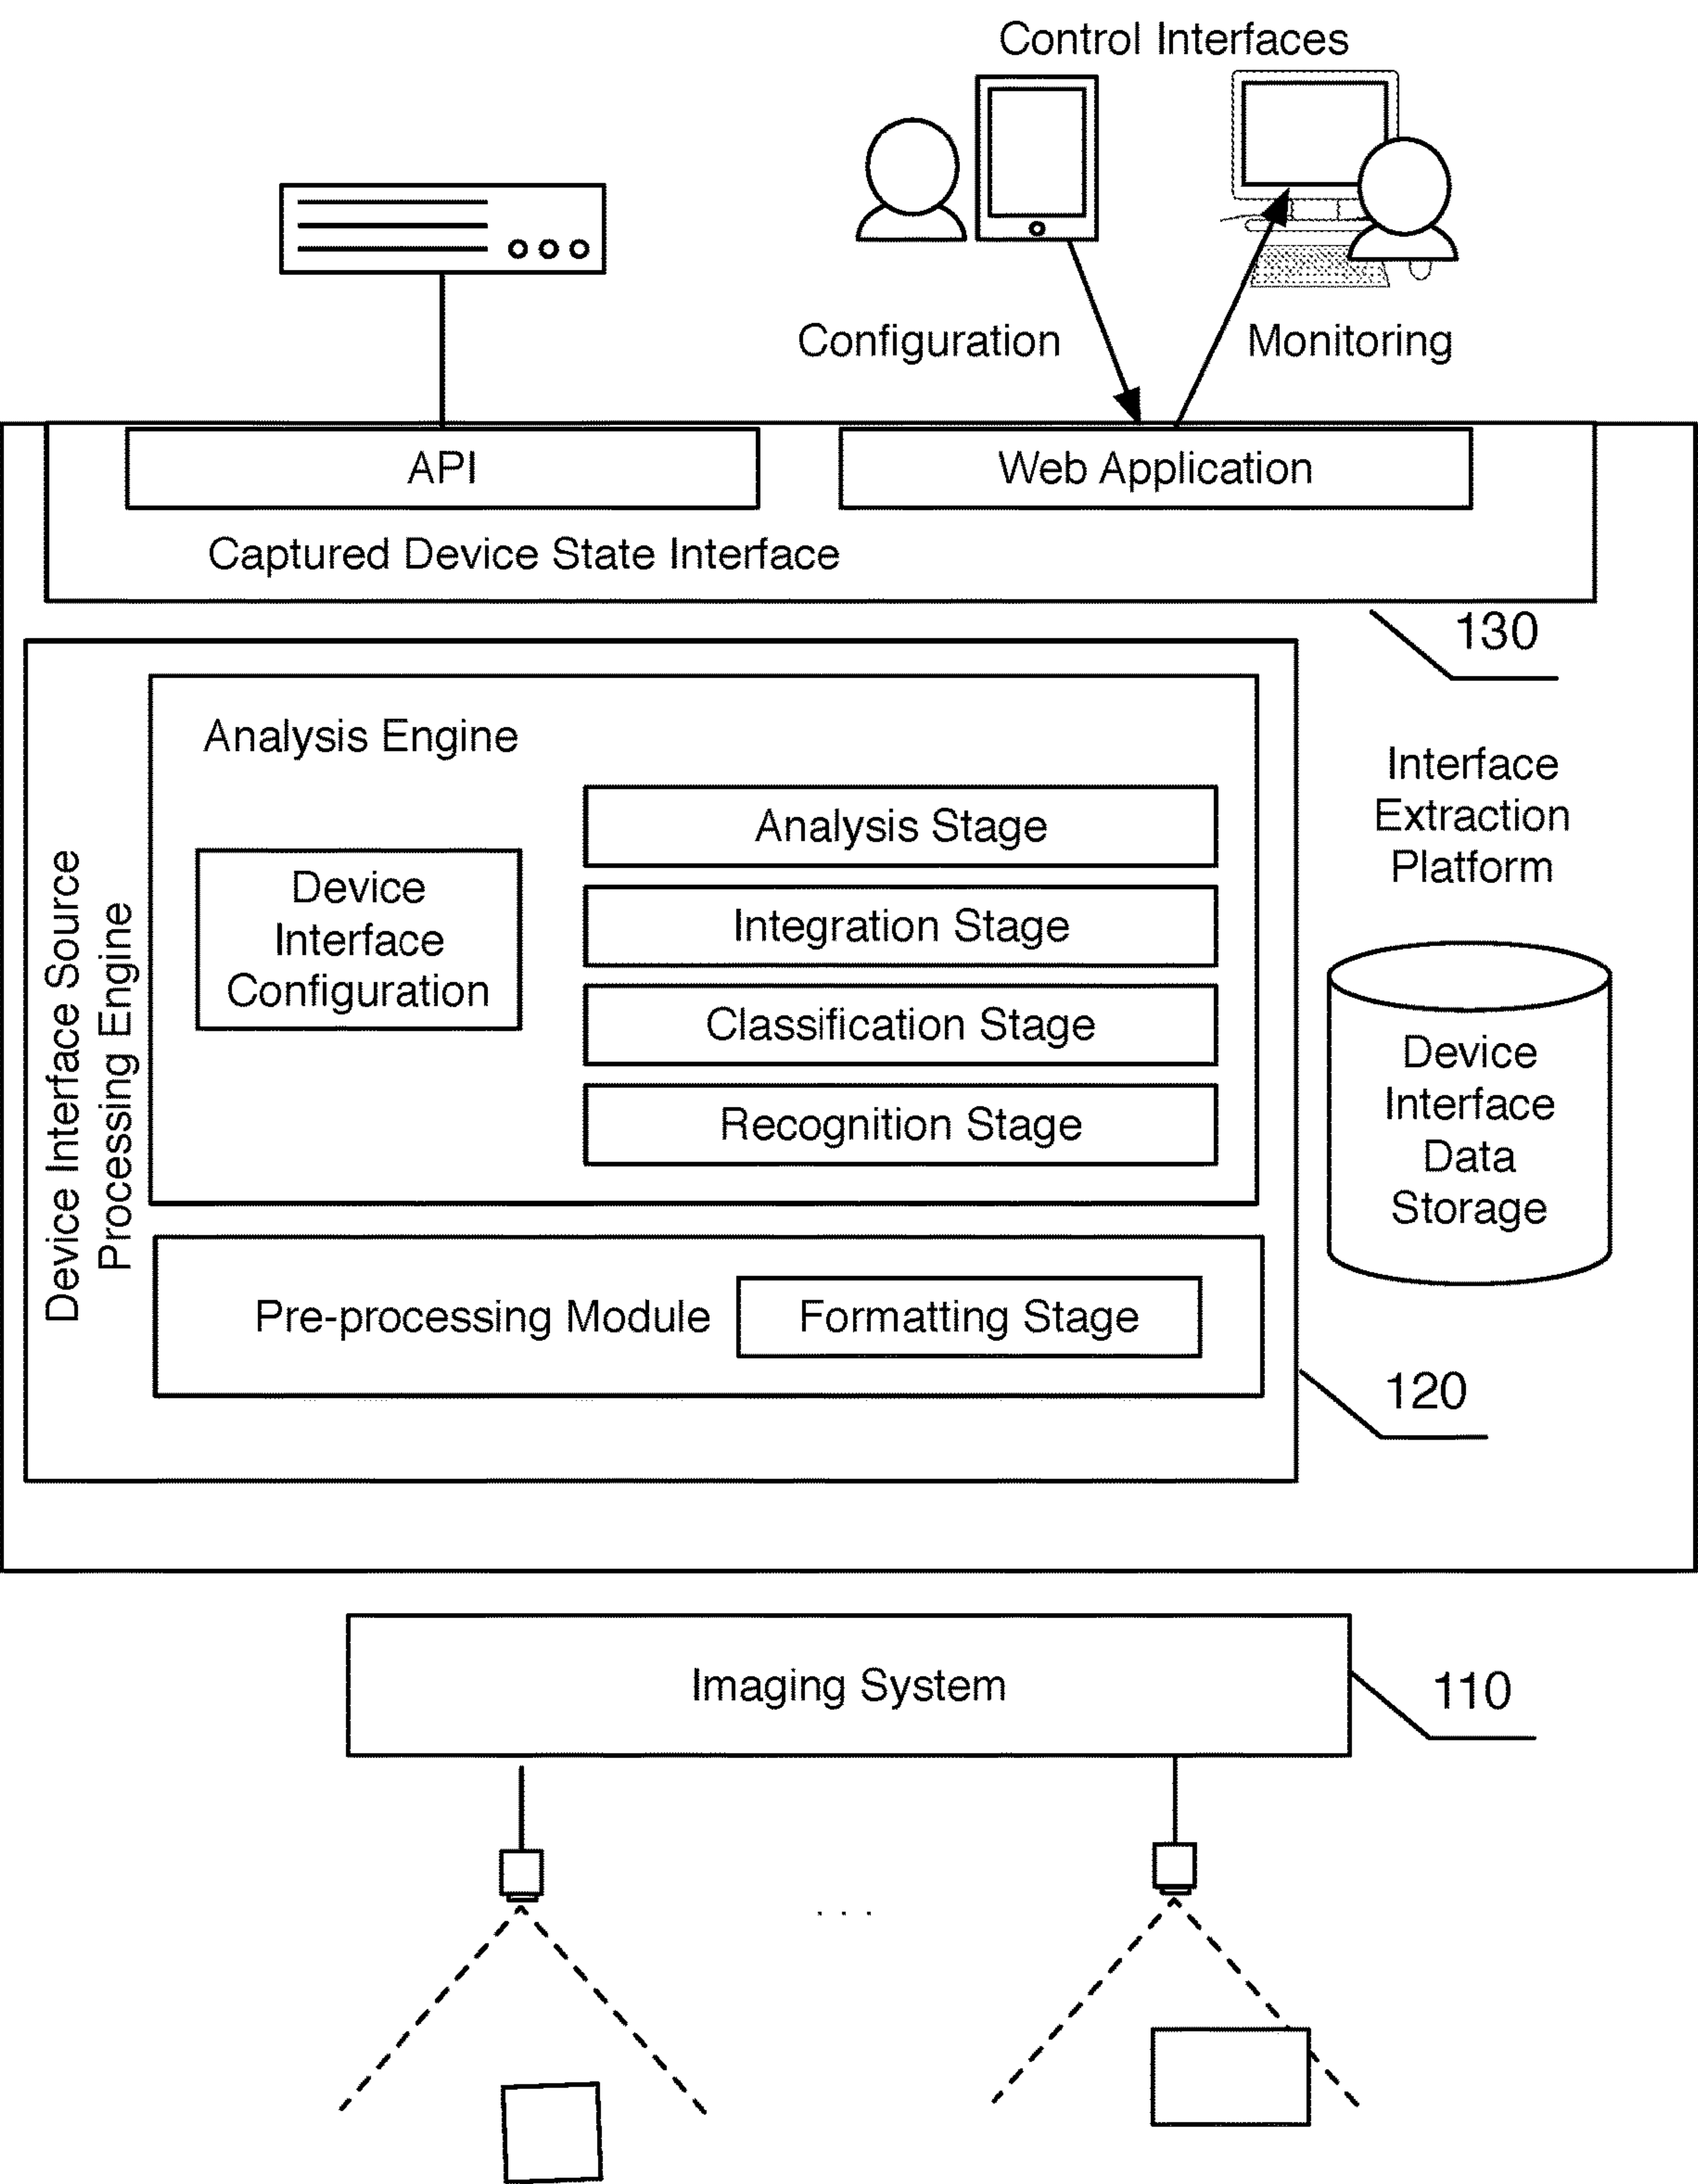 Control Interfaces
Configuration
Monitoring
API
Web Application
Captured Device State Interface
130
Device Interface Source
Processing Engine
Analysis Engine
Device
Interface
Configuration
Analysis Stage
Integration Stage
Classification Stage
Recognition Stage
Interface
Extraction
Platform
Device
Interface
Data
Storage
Pre-processing Module
Formatting Stage
120
Imaging System
110
. . .